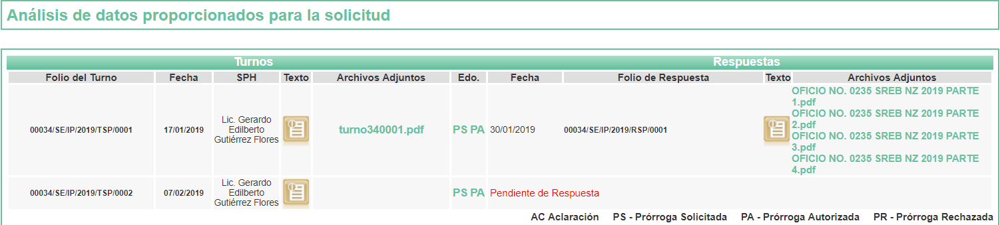 Análisis de datos proporcionados para la solicitud
Turnos Respuestas
Folio del Turno Fecha SPH Texto Archivos Adjuntos Edo. Fecha Folio de Respuesta Texto Archivos Adjuntos
00034/SE/IP/2019/TSP/0001 17/01/2019
Lic. Gerardo
Edilberto
Gutiérrez Flores
turno340001.pdf PS PA 30/01/2019 00034/SE/IP/2019/RSP/0001
OFICIO NO. 0235 SREB NZ 2019 PARTE
1.pdf
OFICIO NO. 0235 SREB NZ 2019 PARTE
2.pdf
OFICIO NO. 0235 SREB NZ 2019 PARTE
3.pdf
OFICIO NO. 0235 SREB NZ 2019 PARTE
4.pdf
00034/SE/IP/2019/TSP/0002 07/02/2019
Lic. Gerardo
Edilberto
Gutiérrez Flores
PS PA Pendiente de Respuesta
AC Aclaración PS - Prórroga Solicitada PA - Prórroga Autorizada PR - Prórroga Rechazada